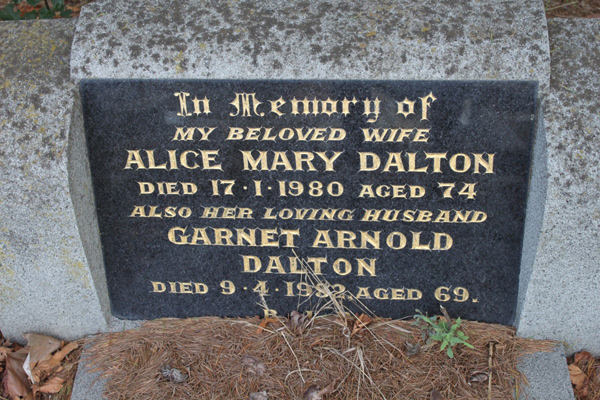 In Memory of
MY BELOVED WIFE
ALICE MARY DALTON
DIED 17·1·1980 AGED 74
ALSO HER LOVING HUSBAND
GARNET ARNOLD
DALTON
DIED 9·4·1982 AGED 69.